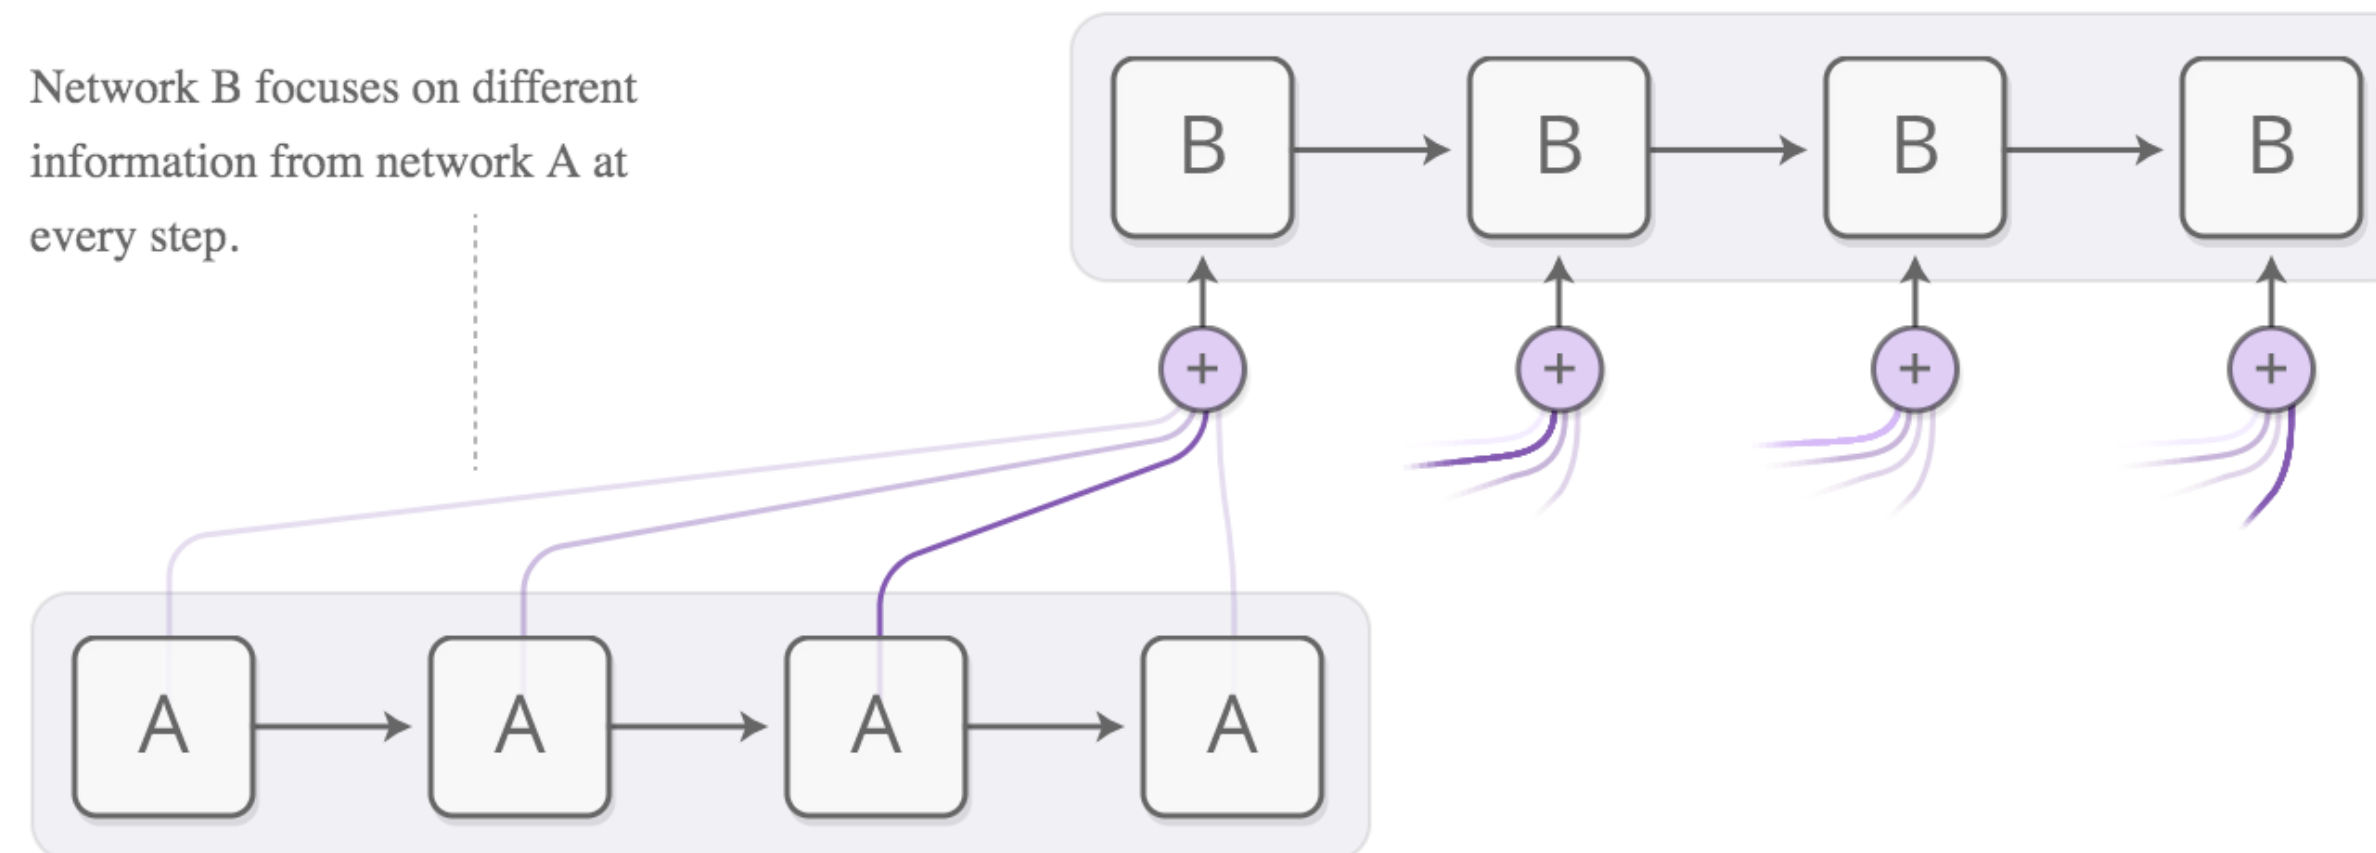 Network B focuses on different
information from network A at
every step.
B B B B
+ + + +
A A A A